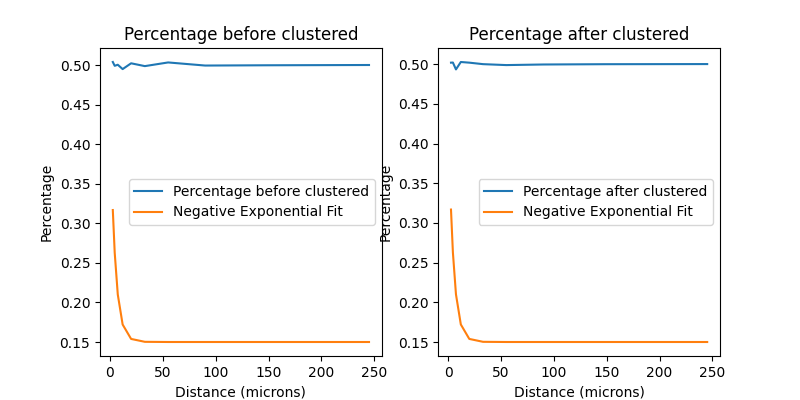 Percentage before clustered
Percentage
0.50
0.45
0.40
0.35
0.30
0.25
0.20
0.15
Percentage before clustered
Negative Exponential Fit
0 50 100 150 200 250
Distance (microns)
Percentage after clustered
Percentage
0.50
0.45
0.40
0.35
0.30
0.25
0.20
0.15
Percentage after clustered
Negative Exponential Fit
0 50 100 150 200 250
Distance (microns)